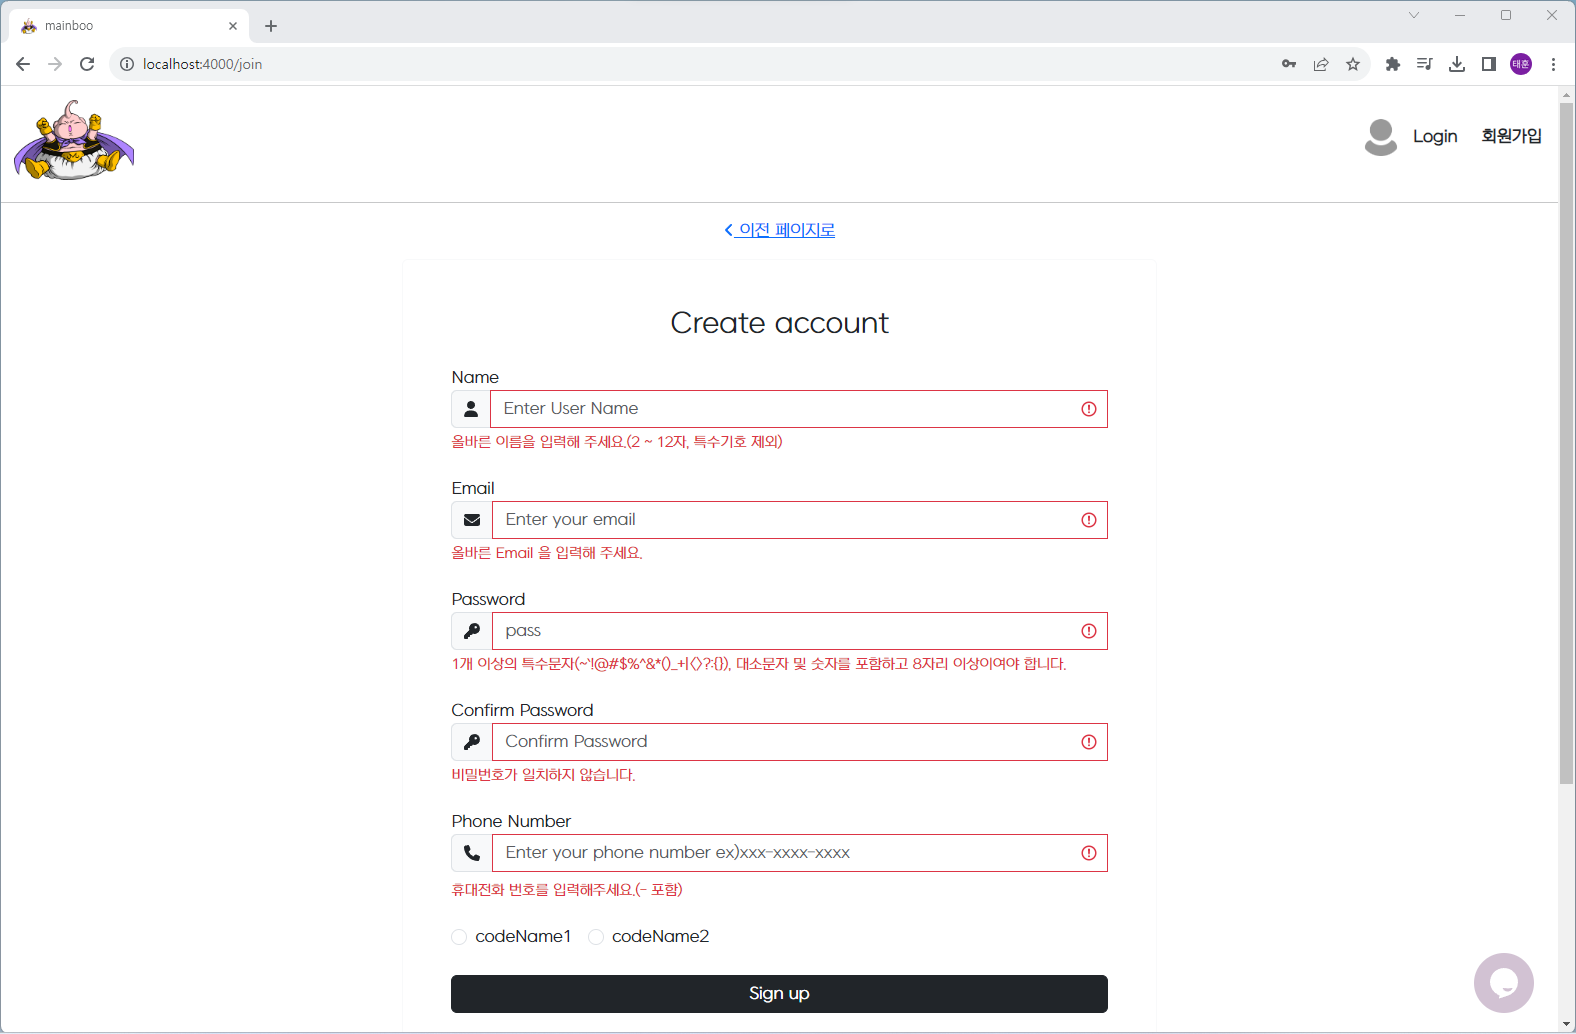 mainboo
localhost:4000/join
태훈
Login 회원가입
이전 페이지로
Create account
Name
Enter User Name
올바른 이름을 입력해 주세요.(2 ~ 12자, 특수기호 제외)
Email
Enter your email
올바른 Email 을 입력해 주세요.
Password
pass
1개 이상의 특수문자(~`!@#$%^&*()_+|<>?:{}), 대소문자 및 숫자를 포함하고 8자리 이상이여야 합니다.
Confirm Password
Confirm Password
비밀번호가 일치하지 않습니다.
Phone Number
Enter your phone number ex)xxx-xxxx-xxxx
휴대전화 번호를 입력해주세요.(- 포함)
codeName1 codeName2
Sign up